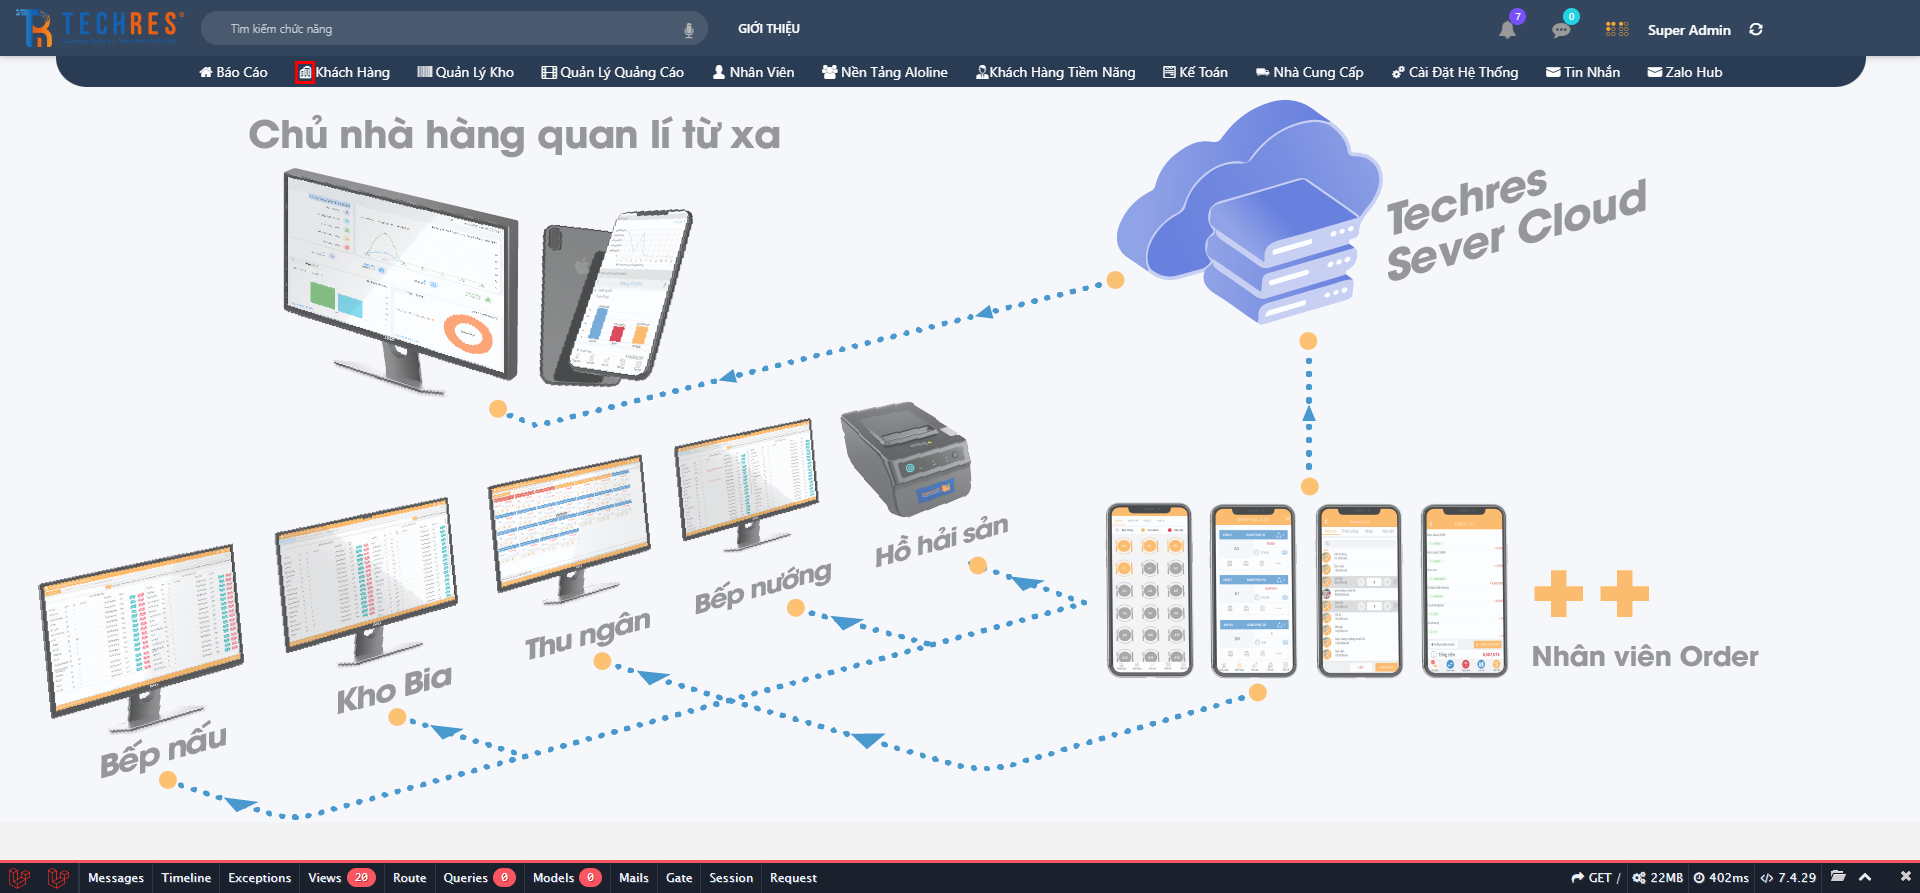 TECHRES®
Tìm kiếm chức năng
GIỚI THIỆU
7
0
Super Admin
Báo Cáo
Khách Hàng
Quản Lý Kho
Quản Lý Quảng Cáo
Nhân Viên
Nền Tảng Aloline
Khách Hàng Tiềm Năng
Kế Toán
Nhà Cung Cấp
Cài Đặt Hệ Thống
Tin Nhắn
Zalo Hub
Chủ nhà hàng quan lí từ xa
Techres
Sever Cloud
Hồ hải sản
Bếp nướng
Thu ngân
Kho Bia
Bếp nấu
Nhân viên Order
Messages
Timeline
Exceptions
Views 20
Route
Queries 0
Models 0
Mails
Gate
Session
Request
GET /
22MB
402ms
7.4.29